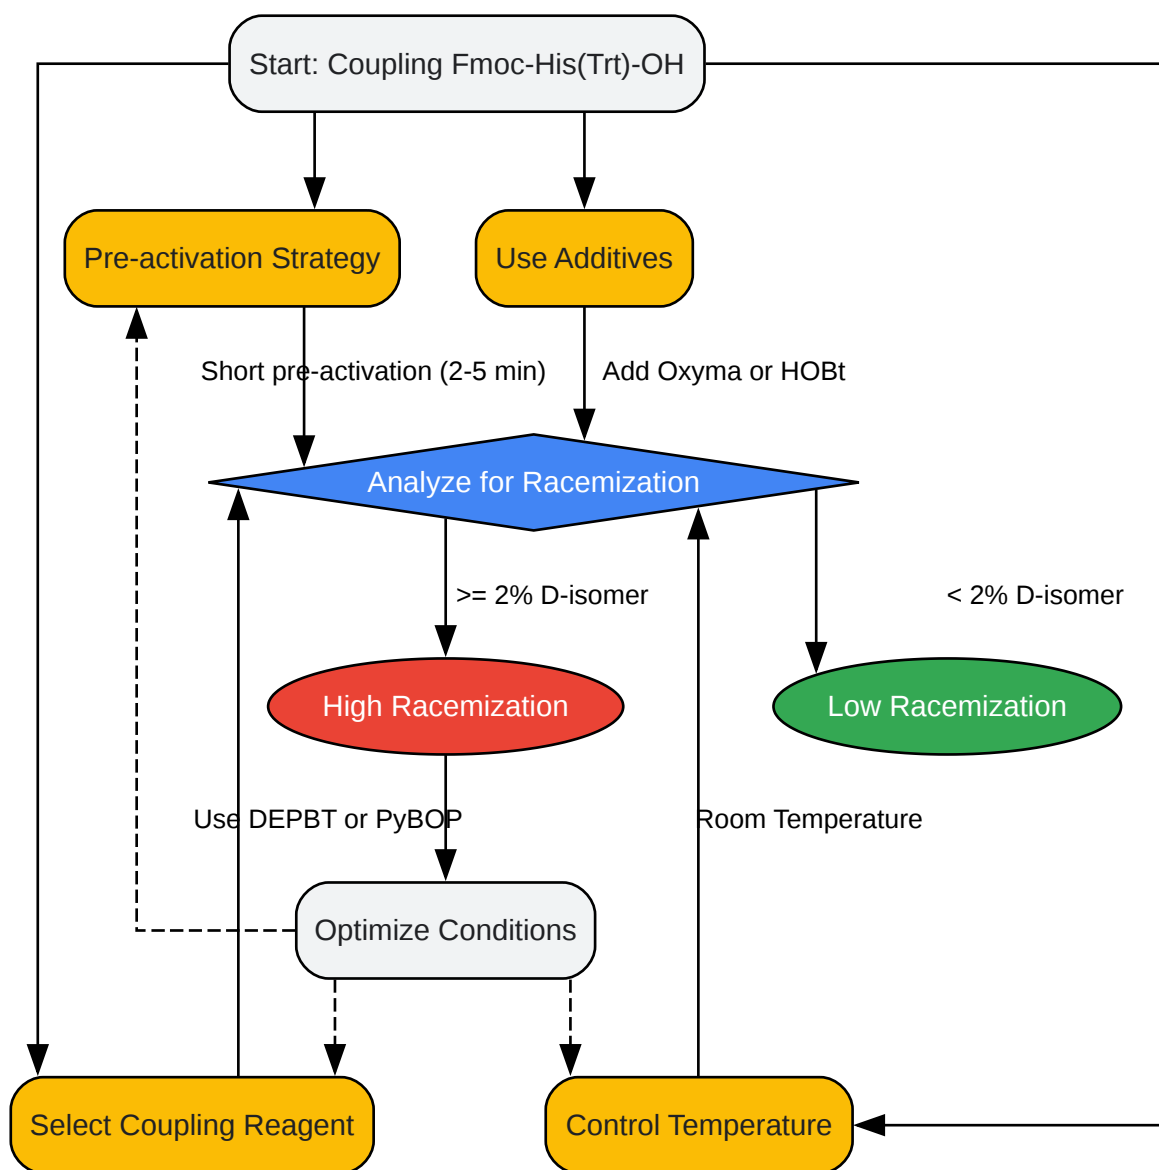 Start: Coupling Fmoc-His(Trt)-OH
Pre-activation Strategy
Use Additives
Short pre-activation (2-5 min)
Add Oxyma or HOBt
Analyze for Racemization
>= 2% D-isomer
< 2% D-isomer
High Racemization
Low Racemization
Use DEPBT or PyBOP
Room Temperature
Optimize Conditions
Select Coupling Reagent
Control Temperature